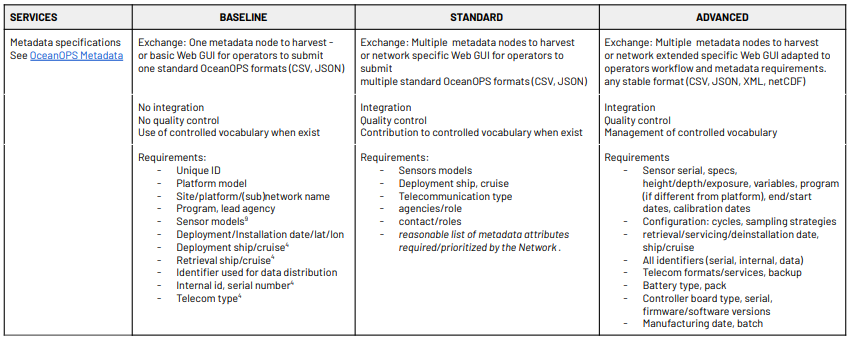 SERVICES
BASELINE
STANDARD
ADVANCED
Metadata specifications
See OceanOPS Metadata
Exchange: One metadata node to harvest -
or basic Web GUI for operators to submit
one standard OceanOPS formats (CSV, JSON)
No integration
No quality control
Use of controlled vocabulary when exist
Requirements:
- Unique ID
- Platform model
- Site/platform/(sub)network name
- Program, lead agency
- Sensor models⁹
- Deployment/Installation date/lat/lon
- Deployment ship/cruise⁴
- Retrieval ship/cruise⁴
- Identifier used for data distribution
- Internal id, serial number⁴
- Telecom type⁴
Exchange: Multiple metadata nodes to harvest
or network specific Web GUI for operators to
submit
multiple standard OceanOPS formats (CSV, JSON)
Integration
Quality control
Contribution to controlled vocabulary when exist
Requirements:
- Sensors models
- Deployment ship, cruise
- Telecommunication type
- agencies/role
- contact/roles
- reasonable list of metadata attributes
required/prioritized by the Network .
Exchange: Multiple metadata nodes to harvest
or network extended specific Web GUI adapted to
operators workflow and metadata requirements.
any stable format (CSV, JSON, XML, netCDF)
Integration
Quality control
Management of controlled vocabulary
Requirements
- Sensor serial, specs,
height/depth/exposure, variables, program
(if different from platform), end/start
dates, calibration dates
- Configuration: cycles, sampling strategies
- retrieval/servicing/deinstallation date,
ship/cruise
- All identifiers (serial, internal, data)
- Telecom formats/services, backup
- Battery type, pack
- Controller board type, serial,
firmware/software versions
- Manufacturing date, batch